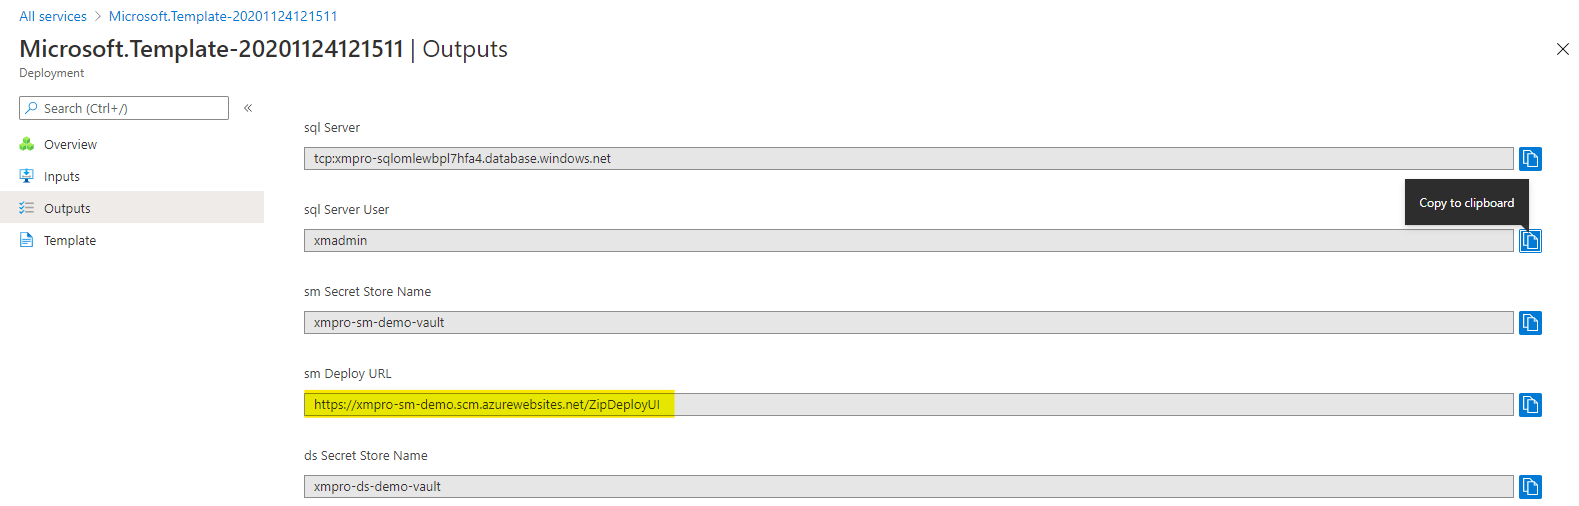 All services > Microsoft.Template-20201124121511
Microsoft.Template-20201124121511 | Outputs
Deployment
Search (Ctrl+/)
«
Overview
Inputs
Outputs
Template
sql Server
tcp:xmpro-sqlomlewbpl7hfa4.database.windows.net
Copy to clipboard
sql Server User
xmadmin
sm Secret Store Name
xmpro-sm-demo-vault
sm Deploy URL
https://xmpro-sm-demo.scm.azurewebsites.net/ZipDeployUI
ds Secret Store Name
xmpro-ds-demo-vault